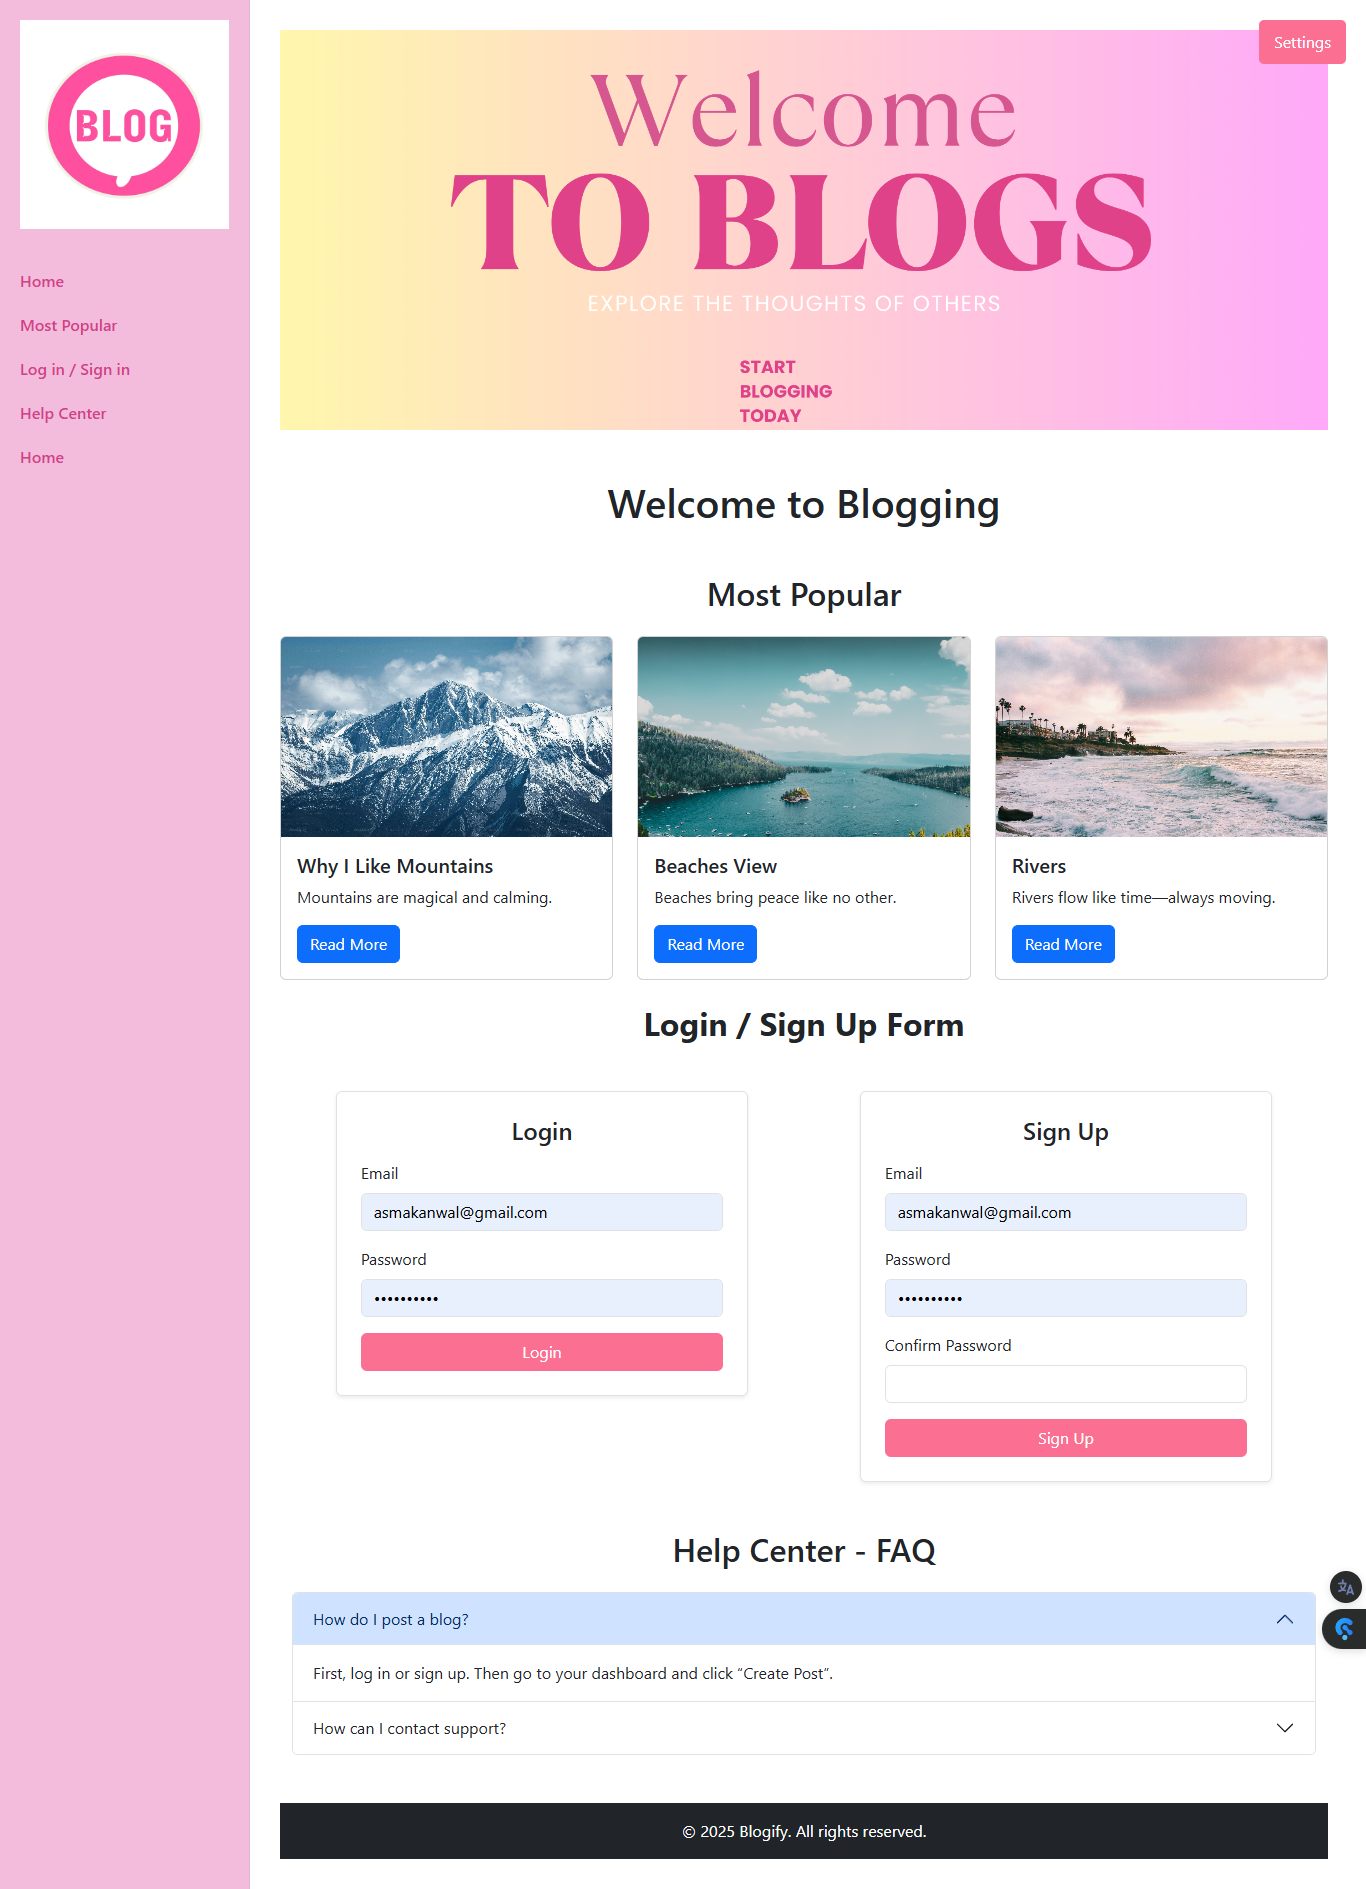 BLOG
Home
Most Popular
Log in / Sign in
Help Center
Home
Settings
Welcome
TO BLOGS
EXPLORE THE THOUGHTS OF OTHERS
START
BLOGGING
TODAY
Welcome to Blogging
Most Popular
Why I Like Mountains
Mountains are magical and calming.
Read More
Beaches View
Beaches bring peace like no other.
Read More
Rivers
Rivers flow like time—always moving.
Read More
Login / Sign Up Form
Login
Email
asmakanwal@gmail.com
Password
••••••••••
Login
Sign Up
Email
asmakanwal@gmail.com
Password
••••••••••
Confirm Password
Sign Up
Help Center - FAQ
How do I post a blog?
First, log in or sign up. Then go to your dashboard and click “Create Post”.
How can I contact support?
© 2025 Blogify. All rights reserved.